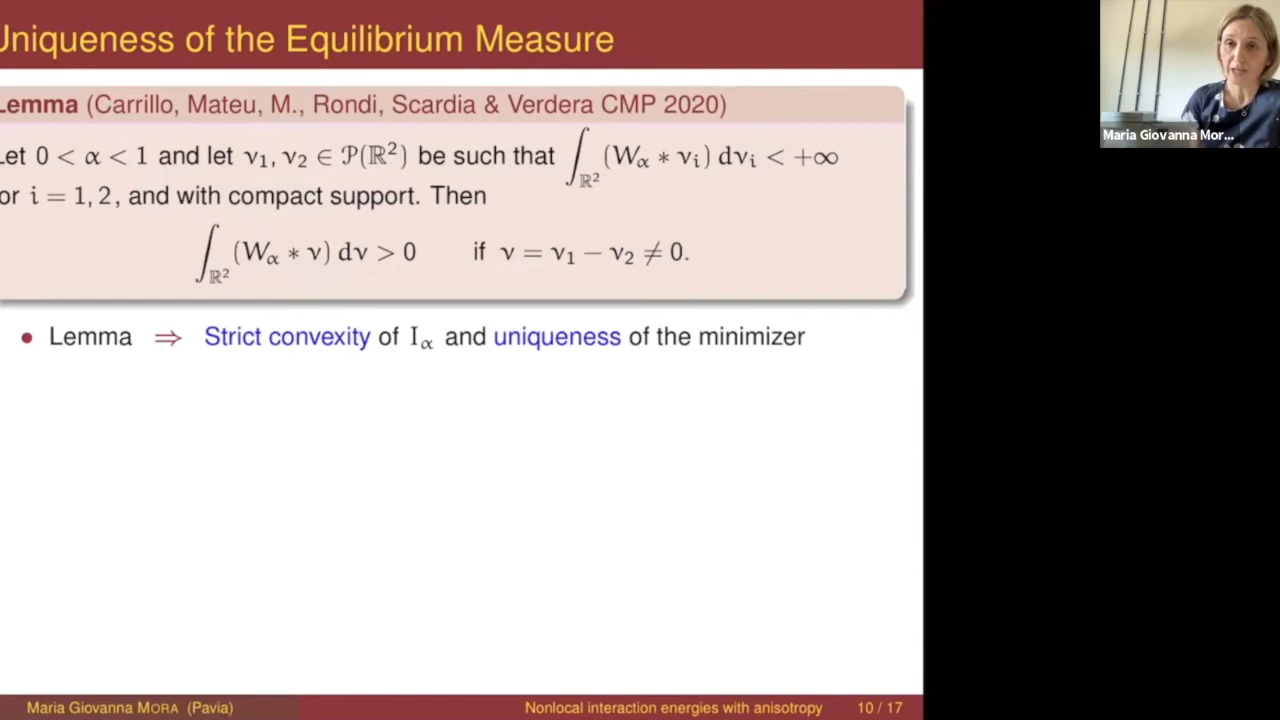 Uniqueness of the Equilibrium Measure
Lemma (Carrillo, Mateu, M., Rondi, Scardia & Verdera CMP 2020)
Let 0 < α < 1 and let ν₁, ν₂ ∈ 𝒫(ℝ²) be such that ∫_ℝ² (W_α ∗ ν_i) dν_i < +∞
or i = 1, 2, and with compact support. Then
∫_ℝ² (W_α ∗ ν) dν > 0 if ν = ν₁ − ν₂ ≠ 0.
• Lemma ⇒ Strict convexity of I_α and uniqueness of the minimizer
Maria Giovanna MORA (Pavia) Nonlocal interaction energies with anisotropy 10 / 17
Maria Giovanna Mor...